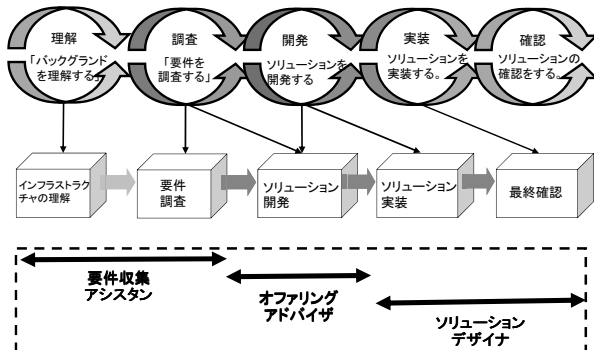 理解
「バックグランド
を理解する」
調査
「要件を
調査する」
開発
ソリューションを
開発する
実装
ソリューションを
実装する。
確認
ソリューションの
確認をする。
インフラストラク
チャの理解
要件
調査
ソリューション
開発
ソリューション
実装
最終確認
要件収集
アシスタン
オファリング
アドバイザ
ソリューション
デザイナ